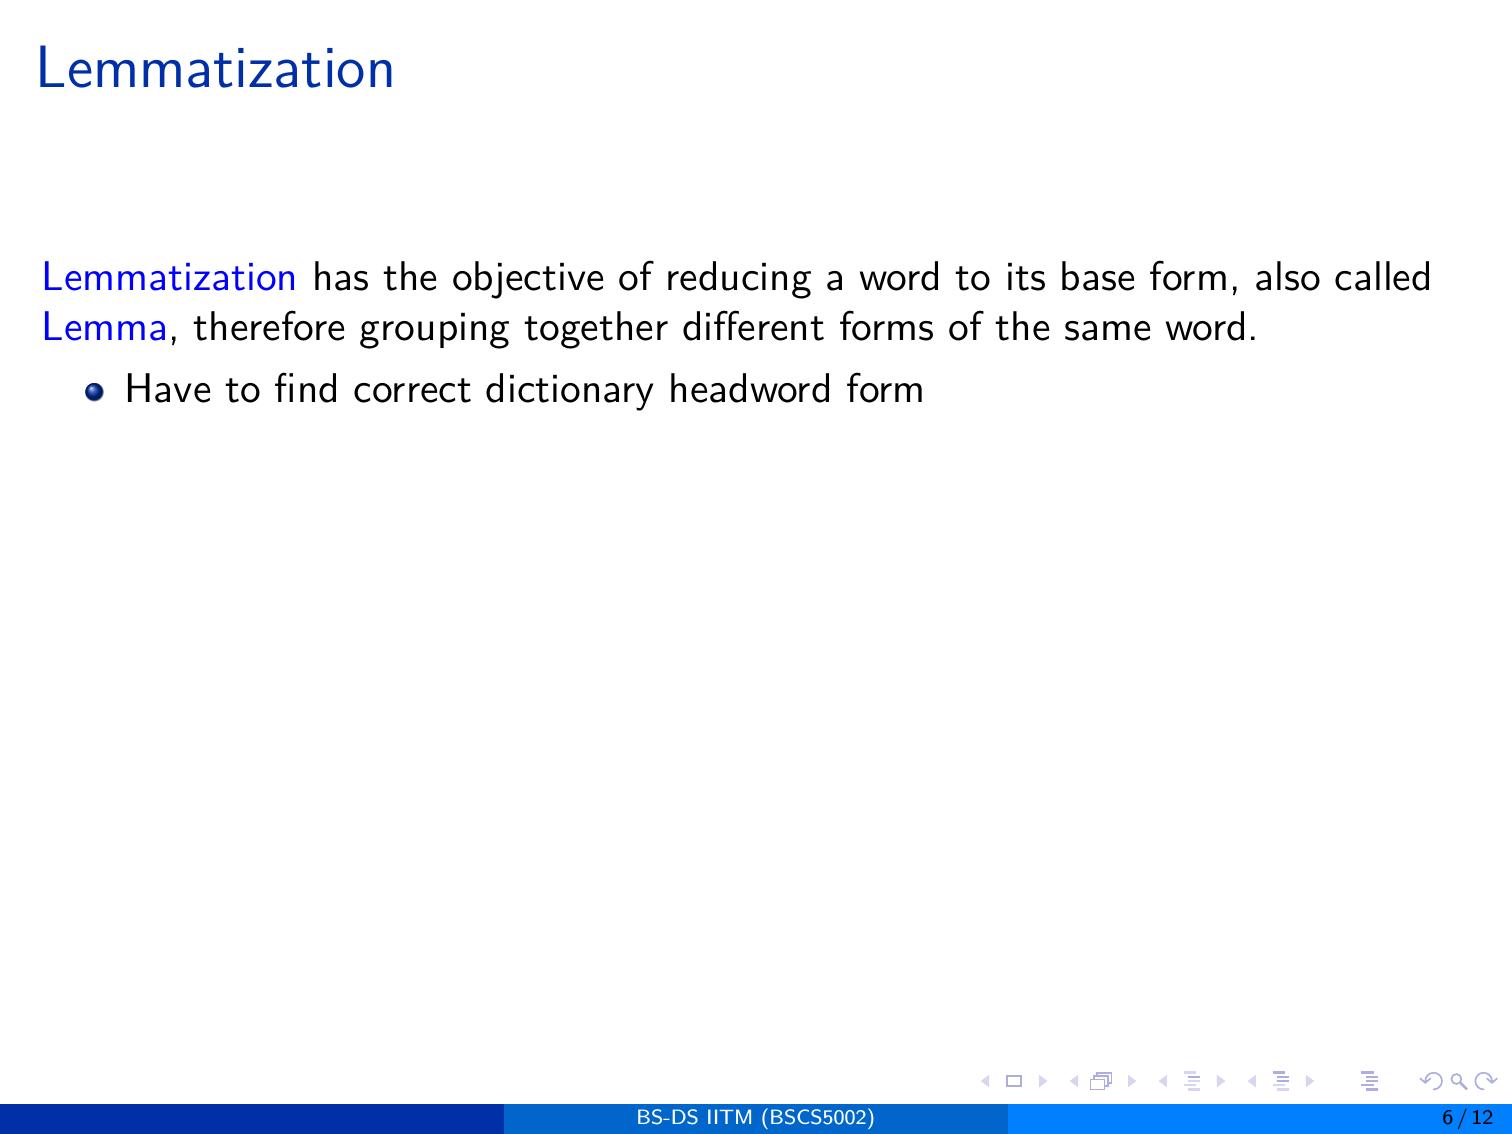 Lemmatization
Lemmatization has the objective of reducing a word to its base form, also called
Lemma, therefore grouping together different forms of the same word.
Have to find correct dictionary headword form
BS-DS IITM (BSCS5002)
6 / 12